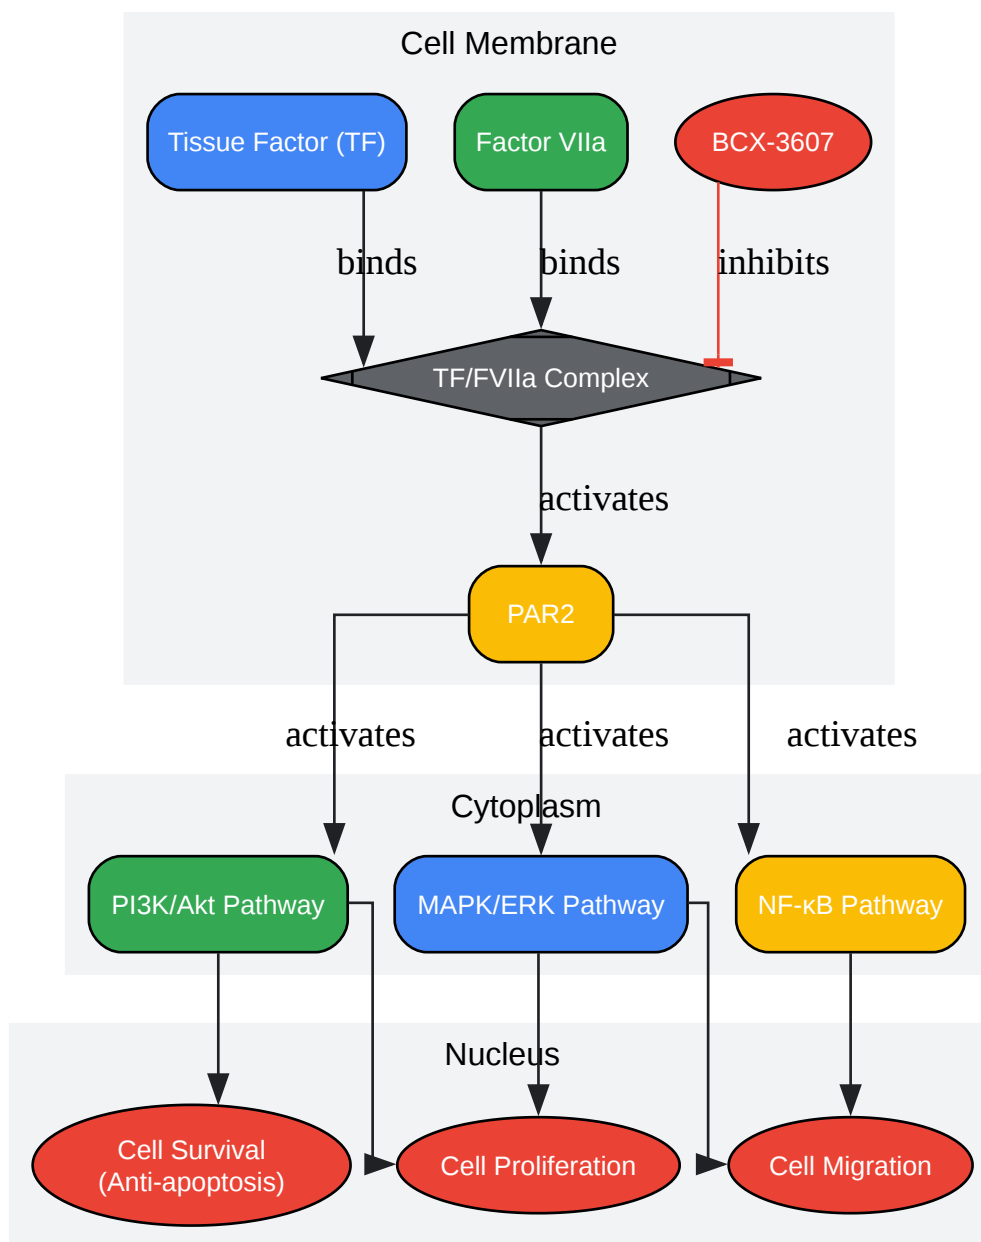 Cell Membrane
Tissue Factor (TF)
Factor VIIa
BCX-3607
binds
binds
inhibits
TF/FVIIa Complex
activates
PAR2
activates
activates
activates
Cytoplasm
PI3K/Akt Pathway
MAPK/ERK Pathway
NF-κB Pathway
Nucleus
Cell Survival
(Anti-apoptosis)
Cell Proliferation
Cell Migration